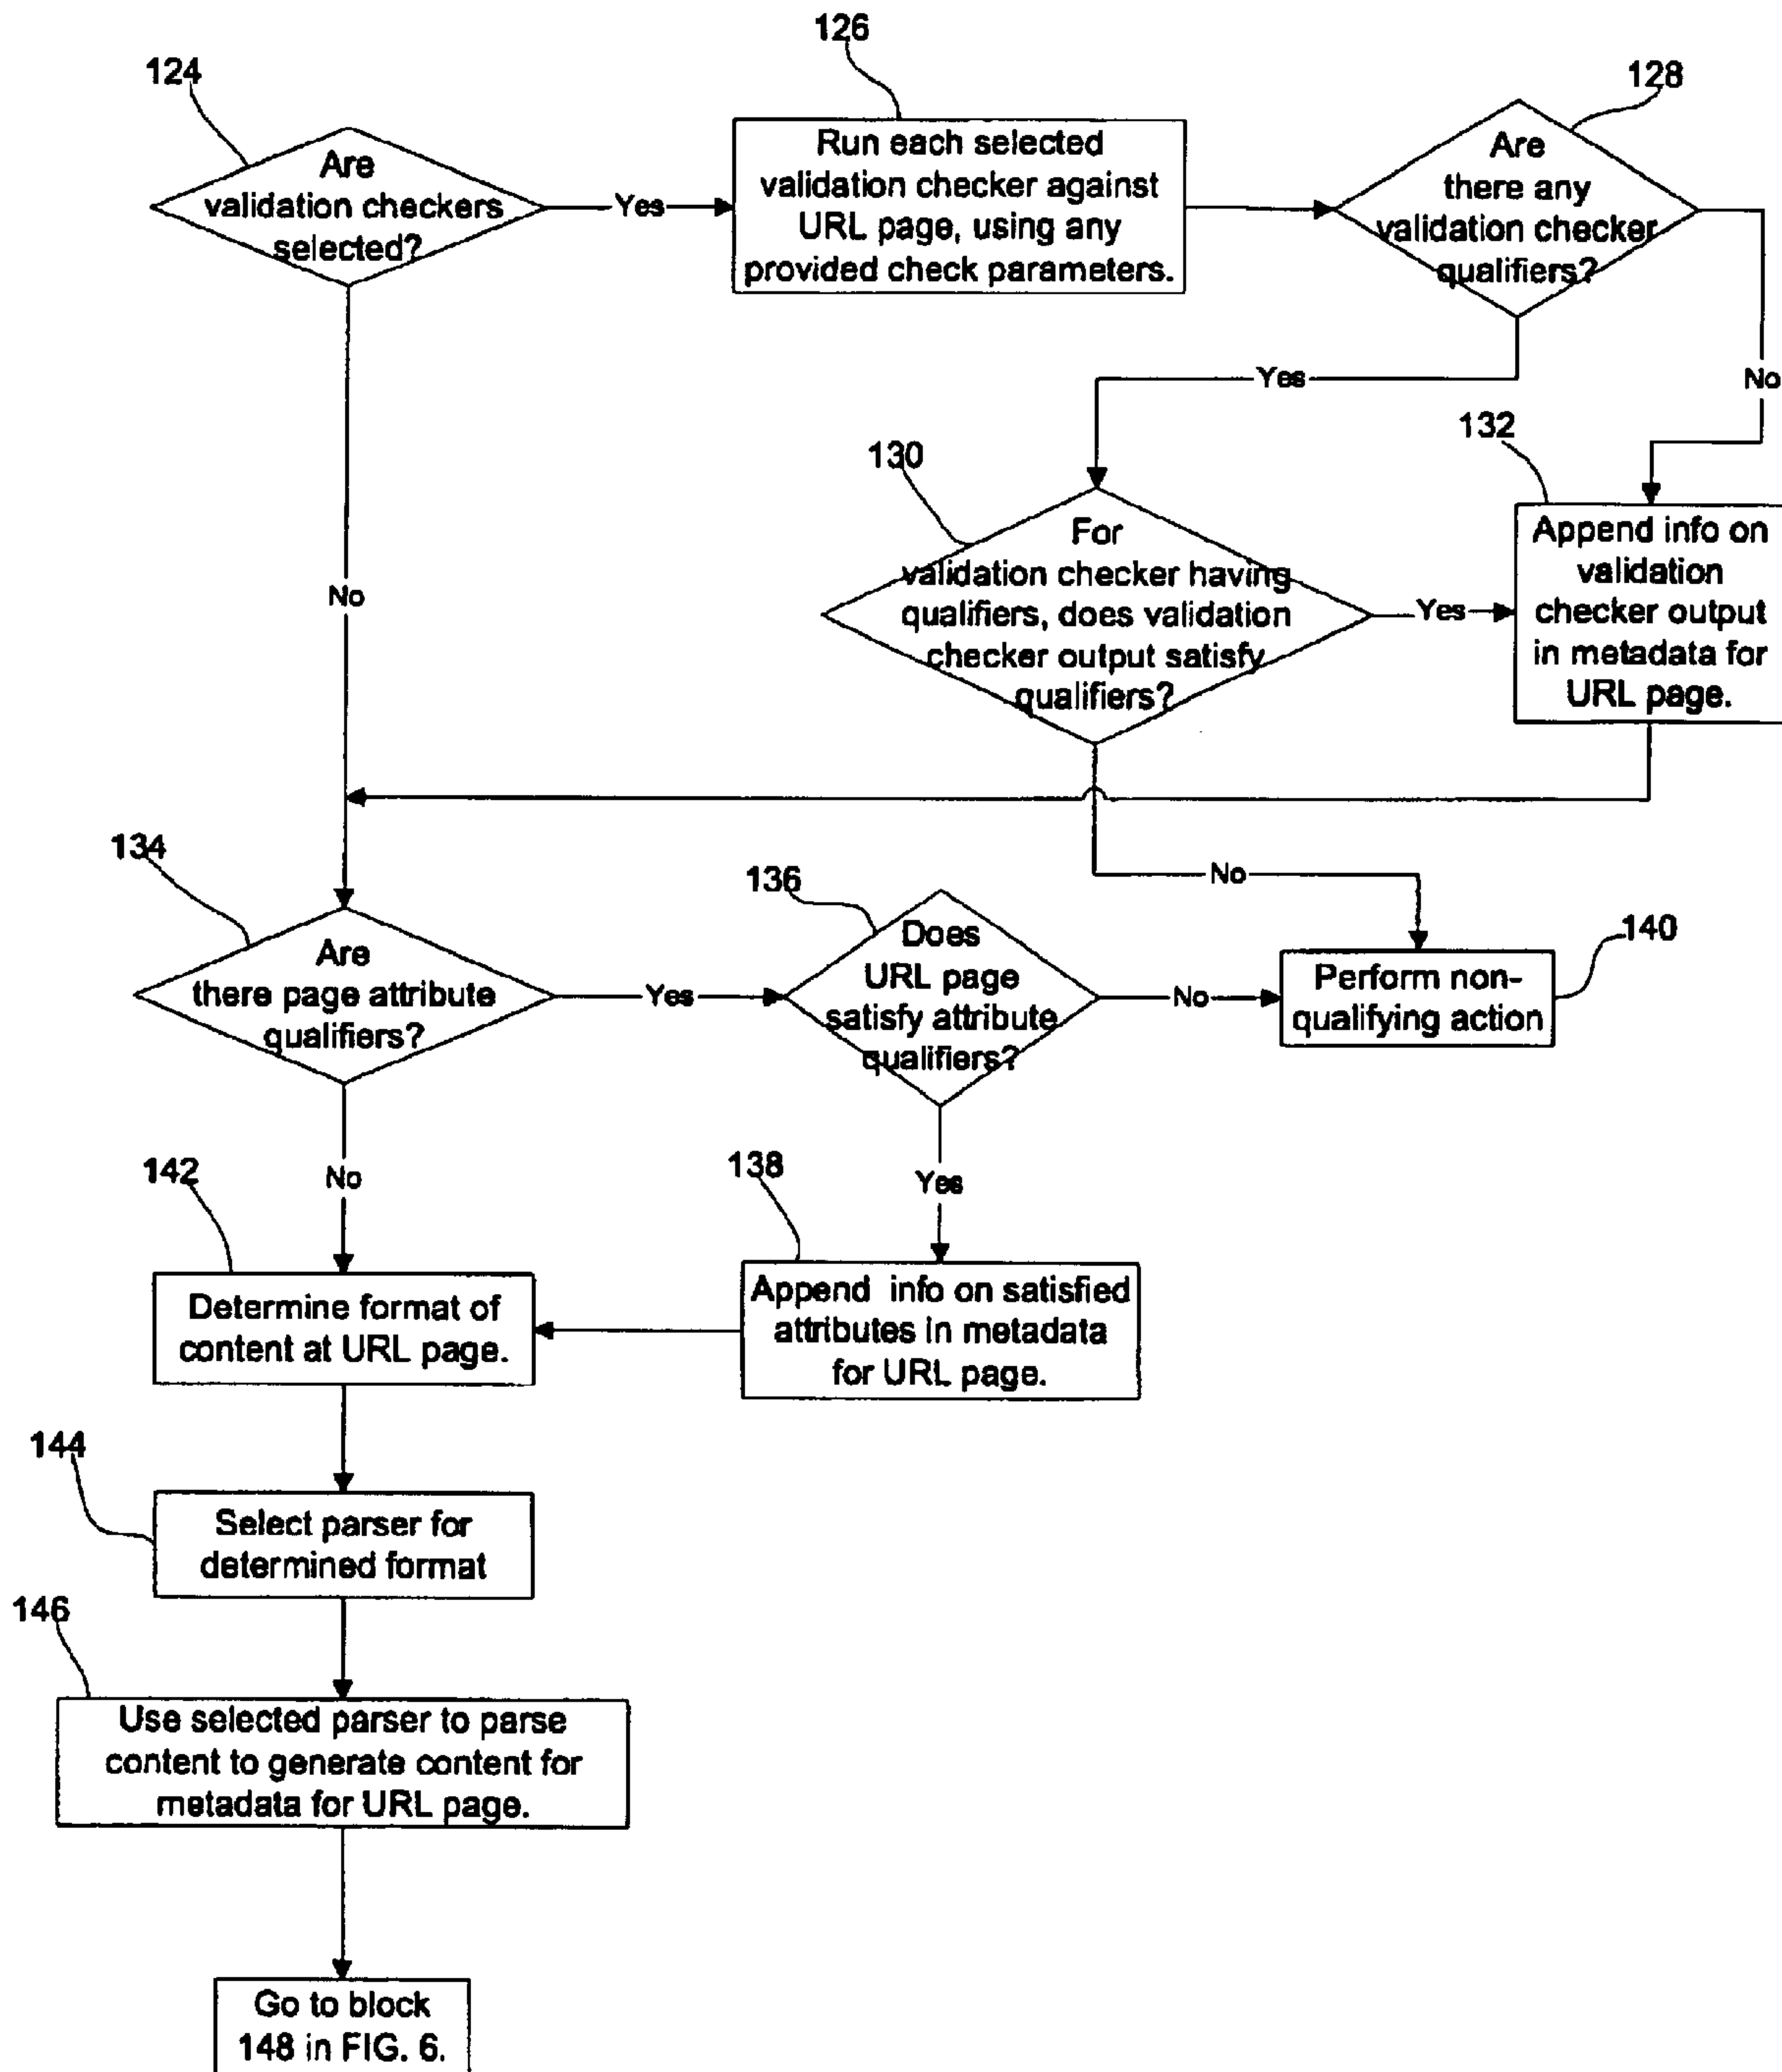 126
124
128
Are
validation checkers
selected?
Yes
Run each selected
validation checker against
URL page, using any
provided check parameters.
Are
there any
validation checker
qualifiers?
Yes
No
132
130
For
validation checker having
qualifiers, does validation
checker output satisfy
qualifiers?
Yes
Append info on
validation
checker output
in metadata for
URL page.
No
134
136
No
140
Are
there page attribute
qualifiers?
Yes
Does
URL page
satisfy attribute
qualifiers?
No
Perform non-
qualifying action
142
No
138
Yes
Determine format of
content at URL page.
Append info on satisfied
attributes in metadata
for URL page.
144
Select parser for
determined format
146
Use selected parser to parse
content to generate content for
metadata for URL page.
Go to block
148 in FIG. 6.